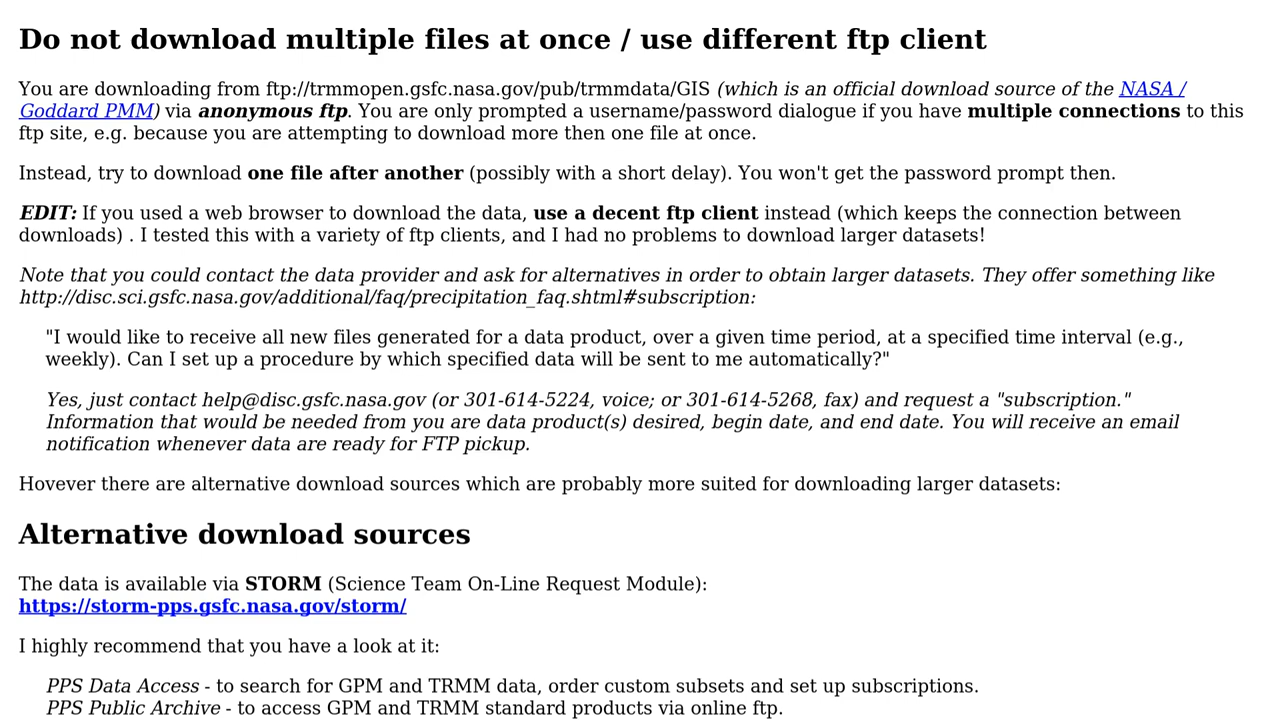 Do not download multiple files at once / use different ftp client
You are downloading from ftp://trmmopen.gsfc.nasa.gov/pub/trmmdata/GIS (which is an official download source of the NASA /
Goddard PMM) via anonymous ftp. You are only prompted a username/password dialogue if you have multiple connections to this
ftp site, e.g. because you are attempting to download more then one file at once.
Instead, try to download one file after another (possibly with a short delay). You won't get the password prompt then.
EDIT: If you used a web browser to download the data, use a decent ftp client instead (which keeps the connection between
downloads) . I tested this with a variety of ftp clients, and I had no problems to download larger datasets!
Note that you could contact the data provider and ask for alternatives in order to obtain larger datasets. They offer something like
http://disc.sci.gsfc.nasa.gov/additional/faq/precipitation_faq.shtml#subscription:
"I would like to receive all new files generated for a data product, over a given time period, at a specified time interval (e.g.,
weekly). Can I set up a procedure by which specified data will be sent to me automatically?"
Yes, just contact help@disc.gsfc.nasa.gov (or 301-614-5224, voice; or 301-614-5268, fax) and request a "subscription."
Information that would be needed from you are data product(s) desired, begin date, and end date. You will receive an email
notification whenever data are ready for FTP pickup.
Hovever there are alternative download sources which are probably more suited for downloading larger datasets:
Alternative download sources
The data is available via STORM (Science Team On-Line Request Module):
https://storm-pps.gsfc.nasa.gov/storm/
I highly recommend that you have a look at it:
PPS Data Access - to search for GPM and TRMM data, order custom subsets and set up subscriptions.
PPS Public Archive - to access GPM and TRMM standard products via online ftp.